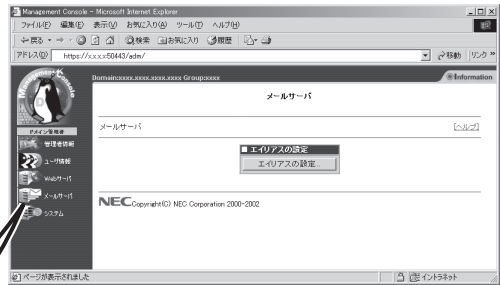 Management Console - Microsoft Internet Explorer
ファイル(F) 編集(E) 表示(V) お気に入り(A) ツール(T) ヘルプ(H)
戻る 検索 お気に入り 履歴
アドレス(D) https://x.x.x.x:50443/adm/ 移動 リンク »
Management Console
Domain:xxxx.xxxx.xxxx.xxxx Group:xxxx
Information
メールサーバ
ドメイン管理者
管理者情報
ユーザ情報
Webサーバ
メールサーバ
システム
メールサーバ [ヘルプ]
■ エイリアスの設定
エイリアスの設定...
NEC Copyright(C) NEC Corporation 2000-2002
ページが表示されました
イントラネット